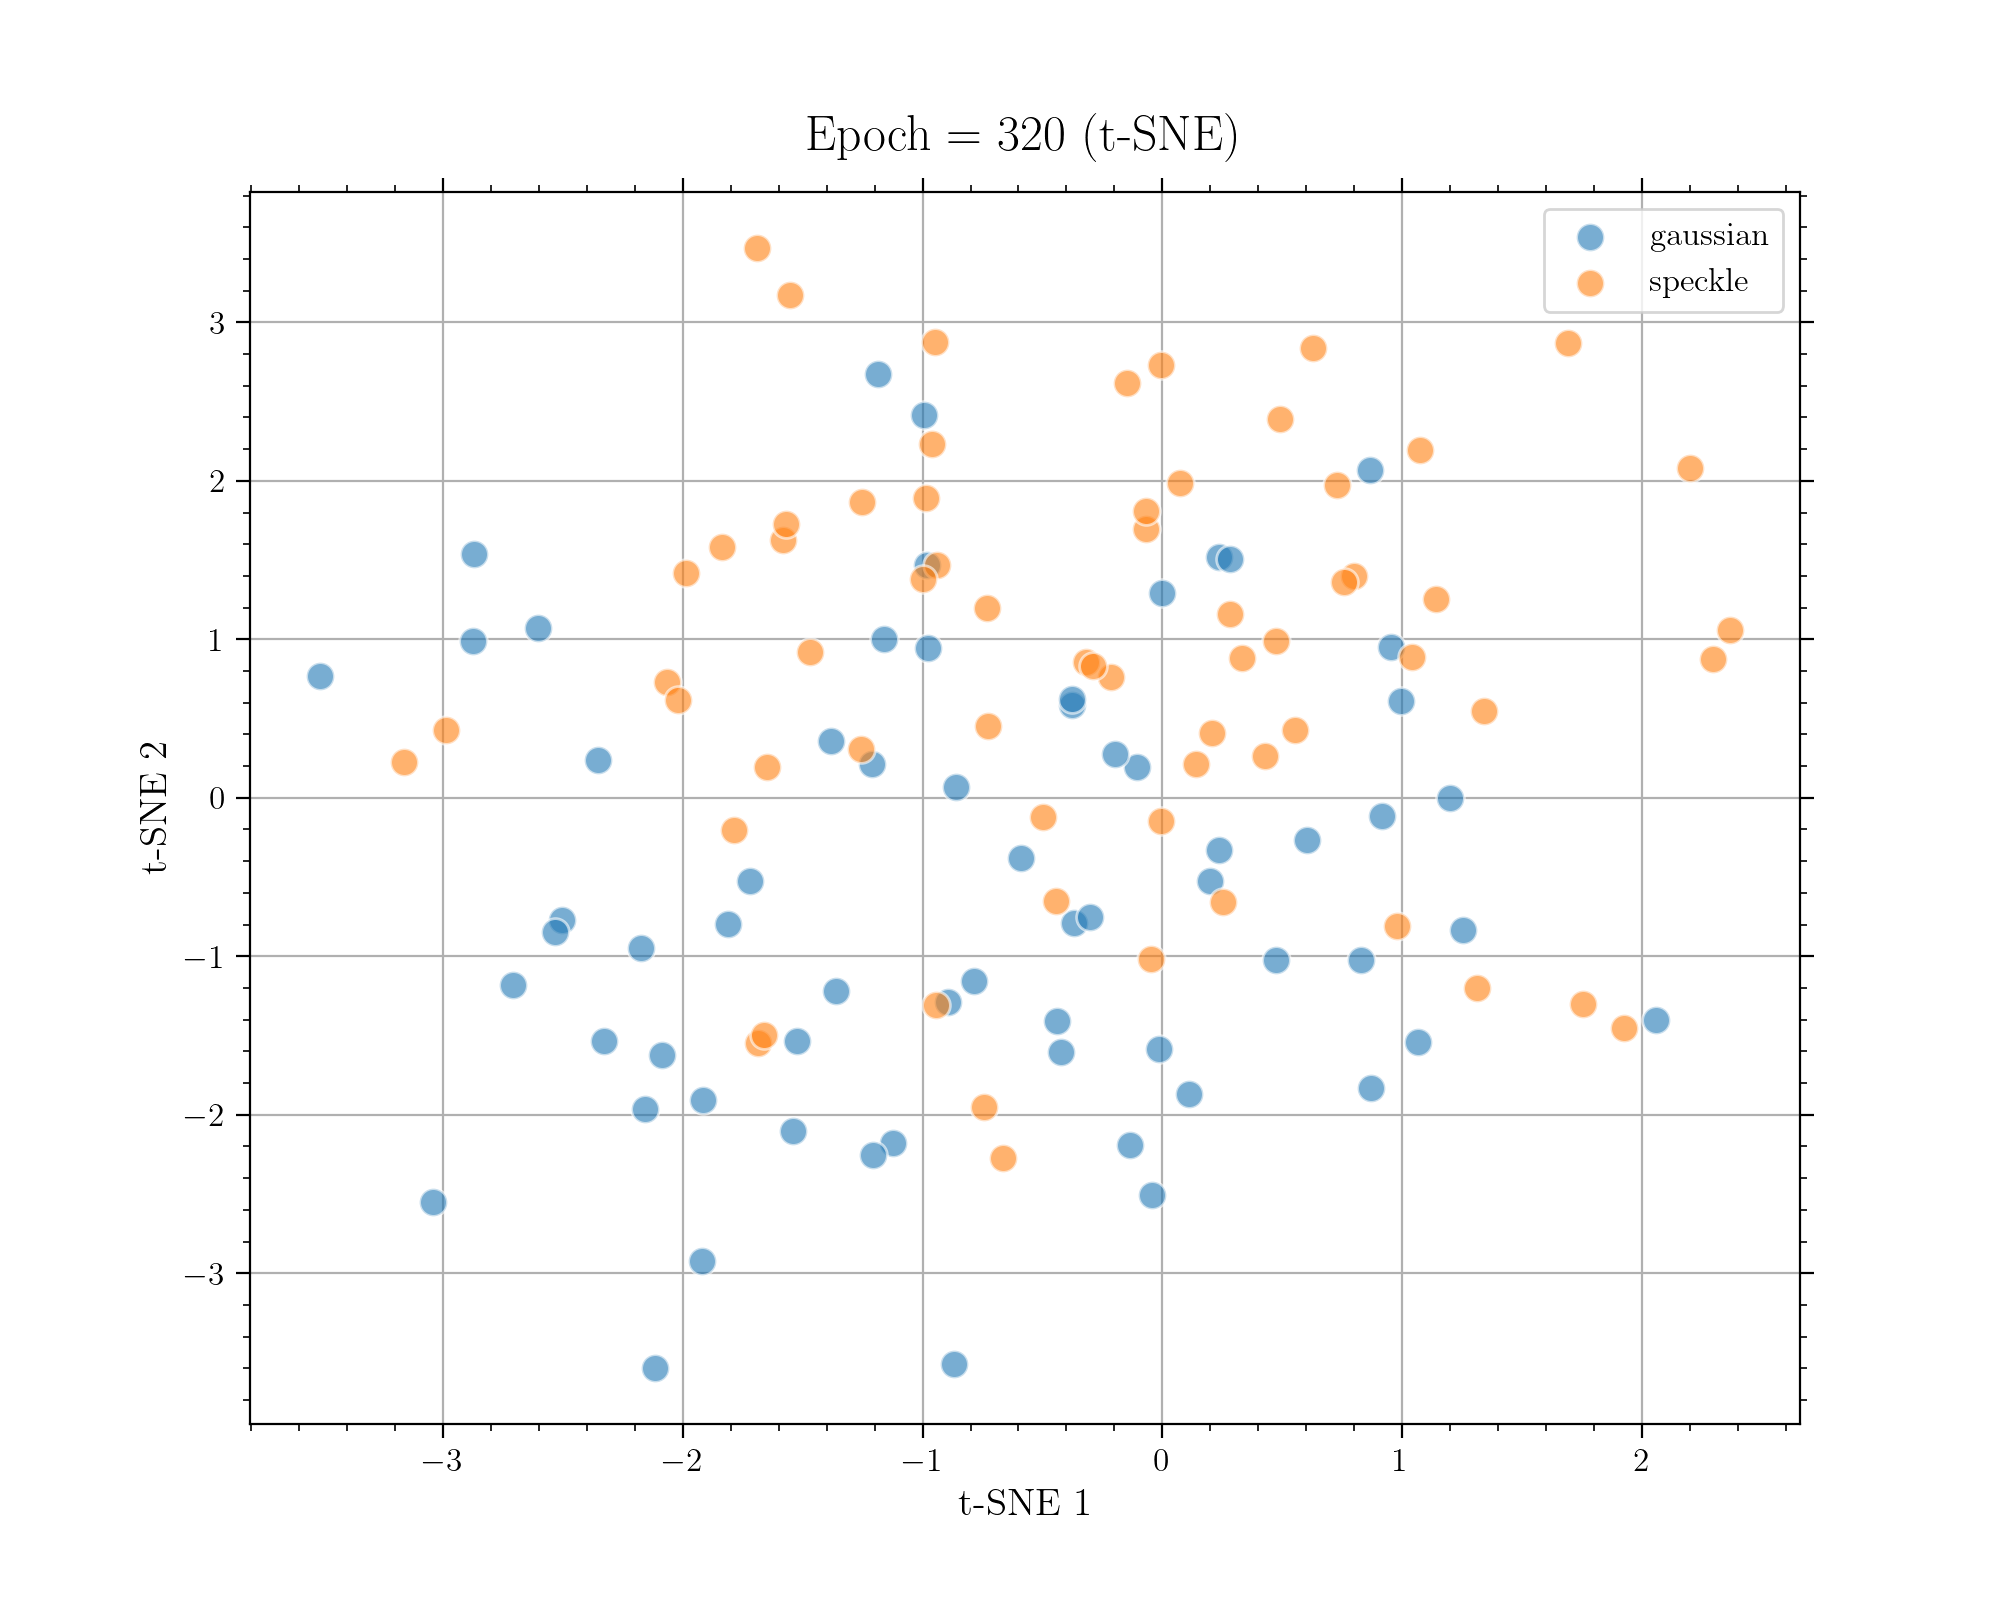 Epoch = 320 (t-SNE)
gaussian
speckle
3
2
1
0
−1
−2
−3
t-SNE 2
−3
−2
−1
0
1
2
t-SNE 1